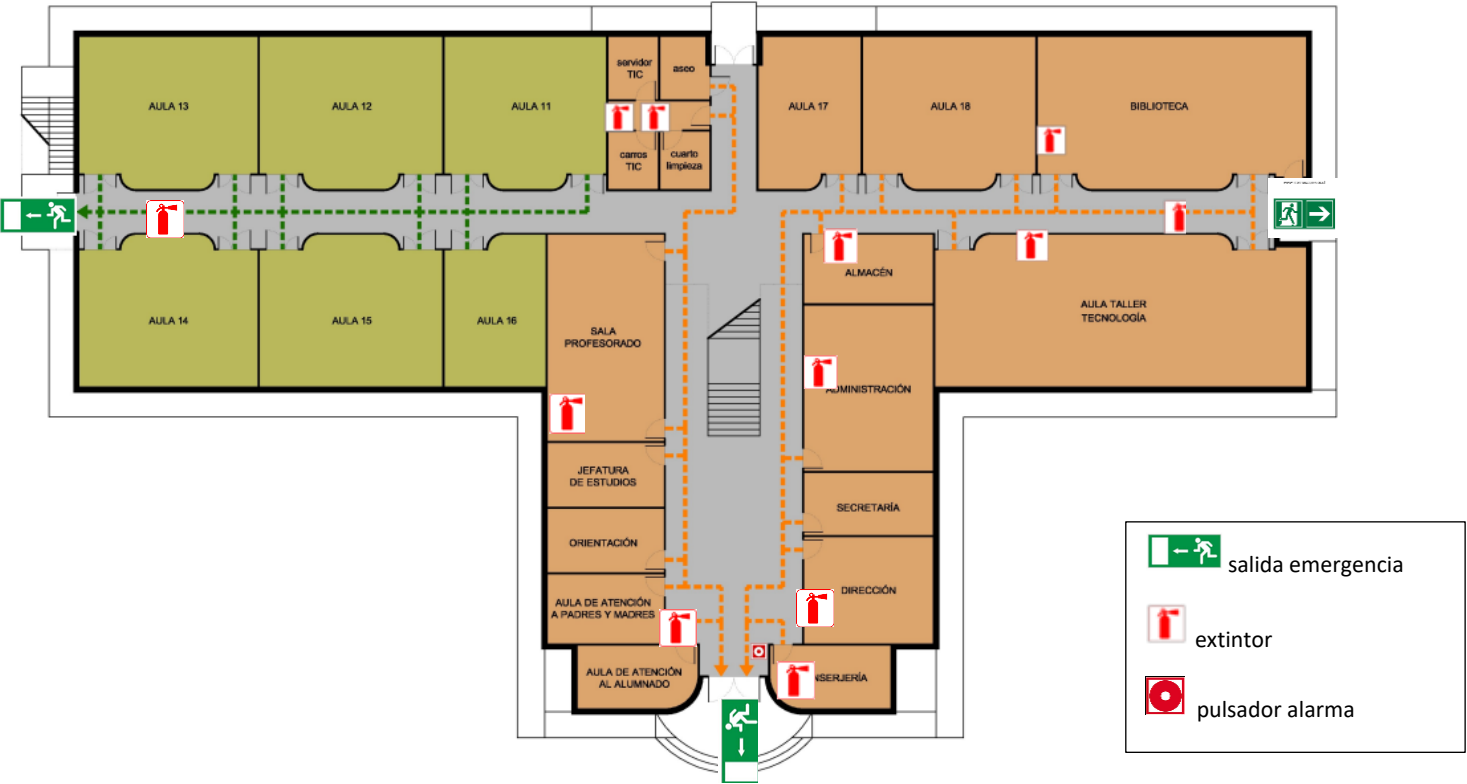 AULA 13
AULA 12
AULA 11
servidor
TIC
aseo
carros
TIC
cuarto
limpieza
AULA 17
AULA 18
BIBLIOTECA
AULA 14
AULA 15
AULA 16
SALA
PROFESORADO
ALMACÉN
AULA TALLER
TECNOLOGÍA
DMINISTRACIÓN
JEFATURA
DE ESTUDIOS
SECRETARÍA
ORIENTACIÓN
DIRECCIÓN
AULA DE ATENCIÓN
A PADRES Y MADRES
AULA DE ATENCIÓN
AL ALUMNADO
NSERJERÍA
salida emergencia
extintor
pulsador alarma